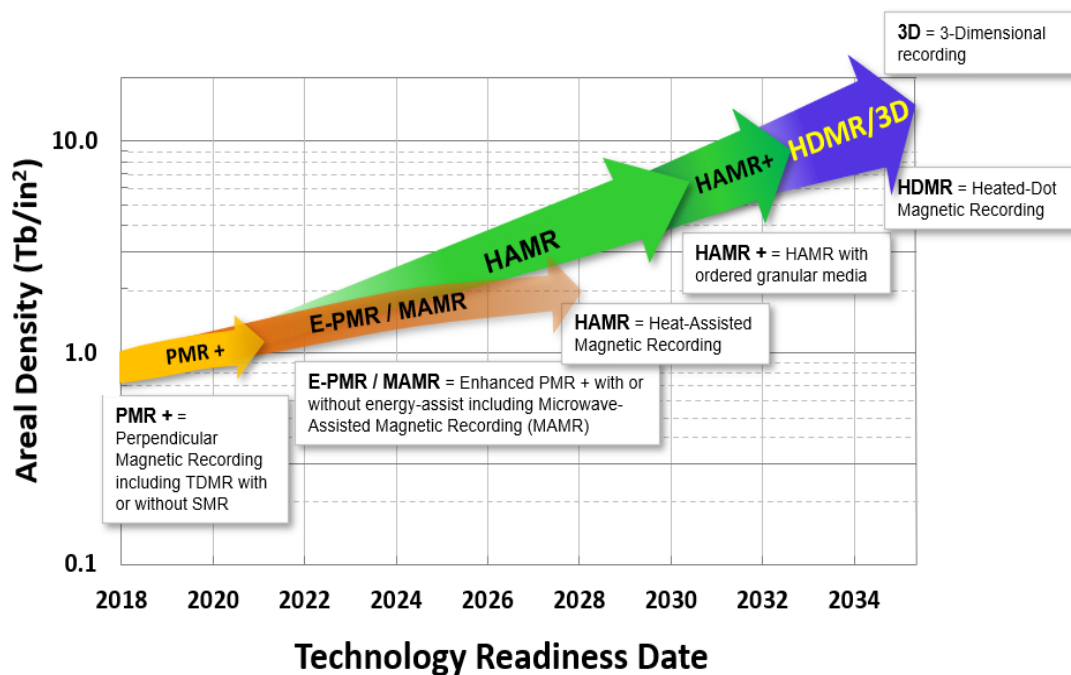 3D = 3-Dimensional
recording
10.0
1.0
0.1
Areal Density (Tb/in²)
HDMR/3D
HAMR+
HAMR
E-PMR / MAMR
PMR +
HDMR = Heated-Dot
Magnetic Recording
HAMR + = HAMR with
ordered granular media
HAMR = Heat-Assisted
Magnetic Recording
E-PMR / MAMR = Enhanced PMR + with or
without energy-assist including Microwave-
Assisted Magnetic Recording (MAMR)
PMR + =
Perpendicular
Magnetic Recording
including TDMR with
or without SMR
2018 2020 2022 2024 2026 2028 2030 2032 2034
Technology Readiness Date